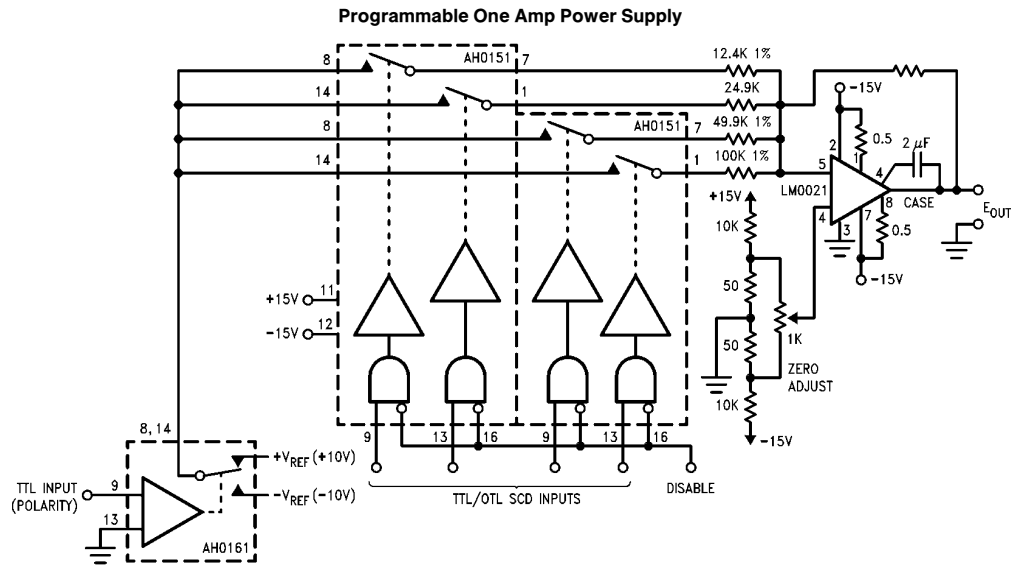 Programmable One Amp Power Supply
8
AH0151
7
12.4K 1%
14
1
24.9K
-15V
8
AH0151
7
49.9K 1%
0.5
2 μF
14
1
100K 1%
2
1
4
5
LM0021
CASE
+15V
8
4
3
7
0.5
EOUT
10K
-15V
50
+15V
11
-15V
12
1K
50
ZERO
ADJUST
10K
-15V
9
13
16
9
13
16
8, 14
+VREF (+10V)
TTL INPUT
(POLARITY)
9
-VREF (-10V)
TTL/OTL SCD INPUTS
DISABLE
13
AH0161